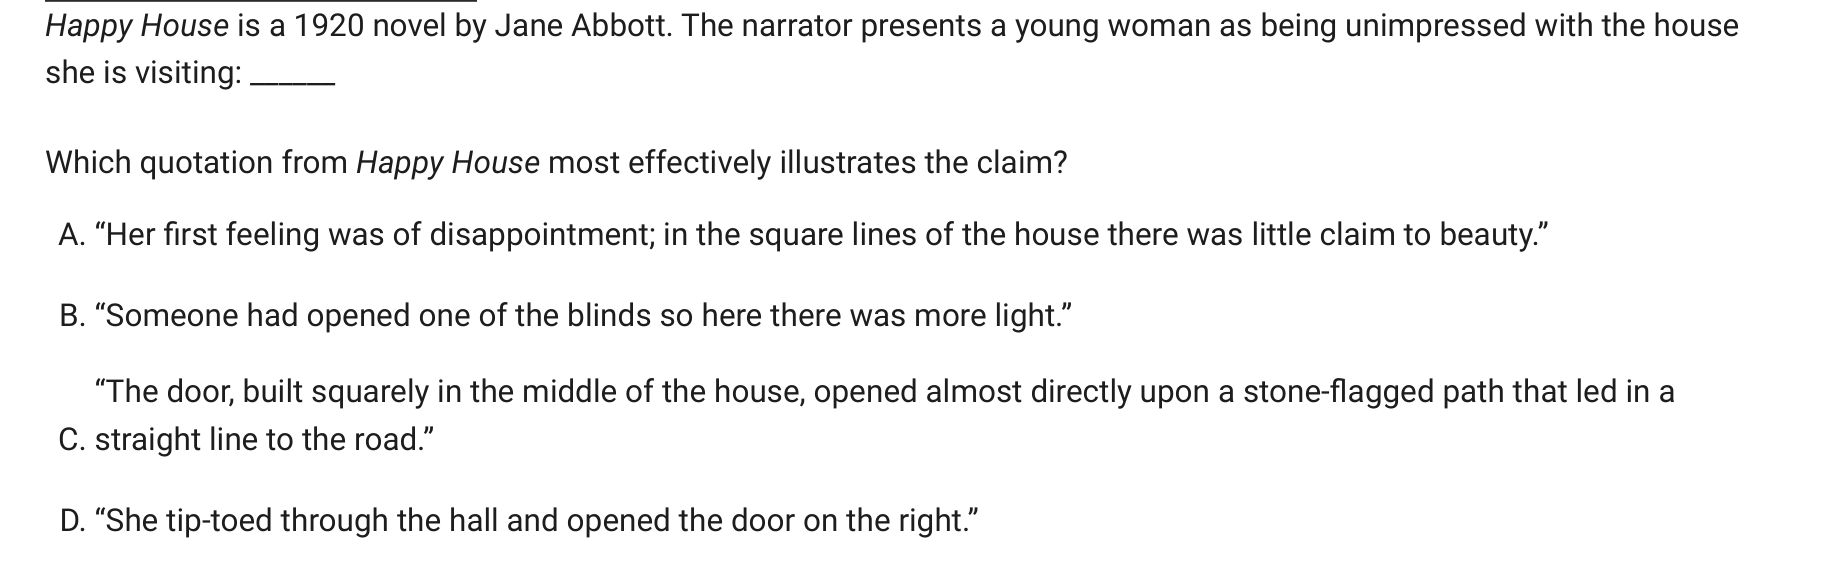 Happy House is a 1920 novel by Jane Abbott. The narrator presents a young woman as being unimpressed with the house
she is visiting: ______
Which quotation from Happy House most effectively illustrates the claim?
A. “Her first feeling was of disappointment; in the square lines of the house there was little claim to beauty.”
B. “Someone had opened one of the blinds so here there was more light.”
“The door, built squarely in the middle of the house, opened almost directly upon a stone-flagged path that led in a
C. straight line to the road.”
D. “She tip-toed through the hall and opened the door on the right.”